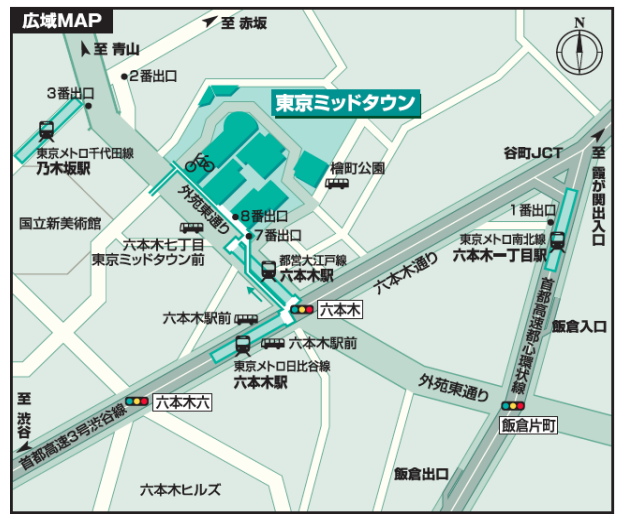 広域MAP
至 赤坂
至 青山
N
2番出口
3番出口
東京ミッドタウン
東京メトロ千代田線
乃木坂駅
谷町JCT
至 霞が関出入口
檜町公園
外苑東通り
国立新美術館
8番出口
7番出口
1番出口
六本木七丁目
東京ミッドタウン前
東京メトロ南北線
六本木一丁目駅
都営大江戸線
六本木駅
六本木通り
首都高速都心環状線
六本木
六本木駅前
飯倉入口
六本木駅前
東京メトロ日比谷線
六本木駅
外苑東通り
至 渋谷
六本木六
首都高速3号渋谷線
飯倉片町
飯倉出口
六本木ヒルズ